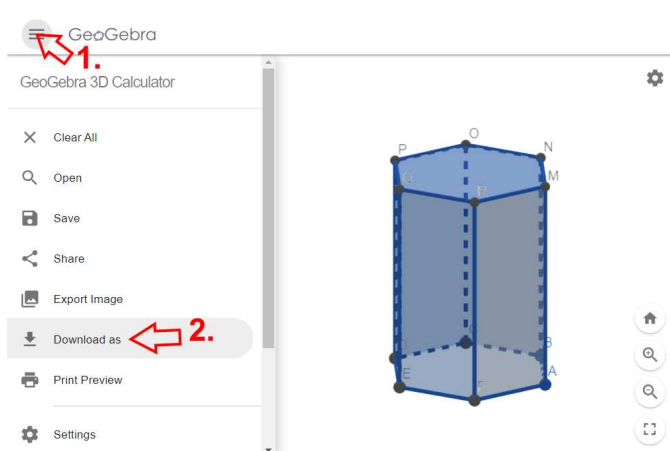 GeoGebra
1.
GeoGebra 3D Calculator
Clear All
Open
Save
Share
Export Image
Download as
2.
Print Preview
Settings
O
P
N
M
C
B
A
E